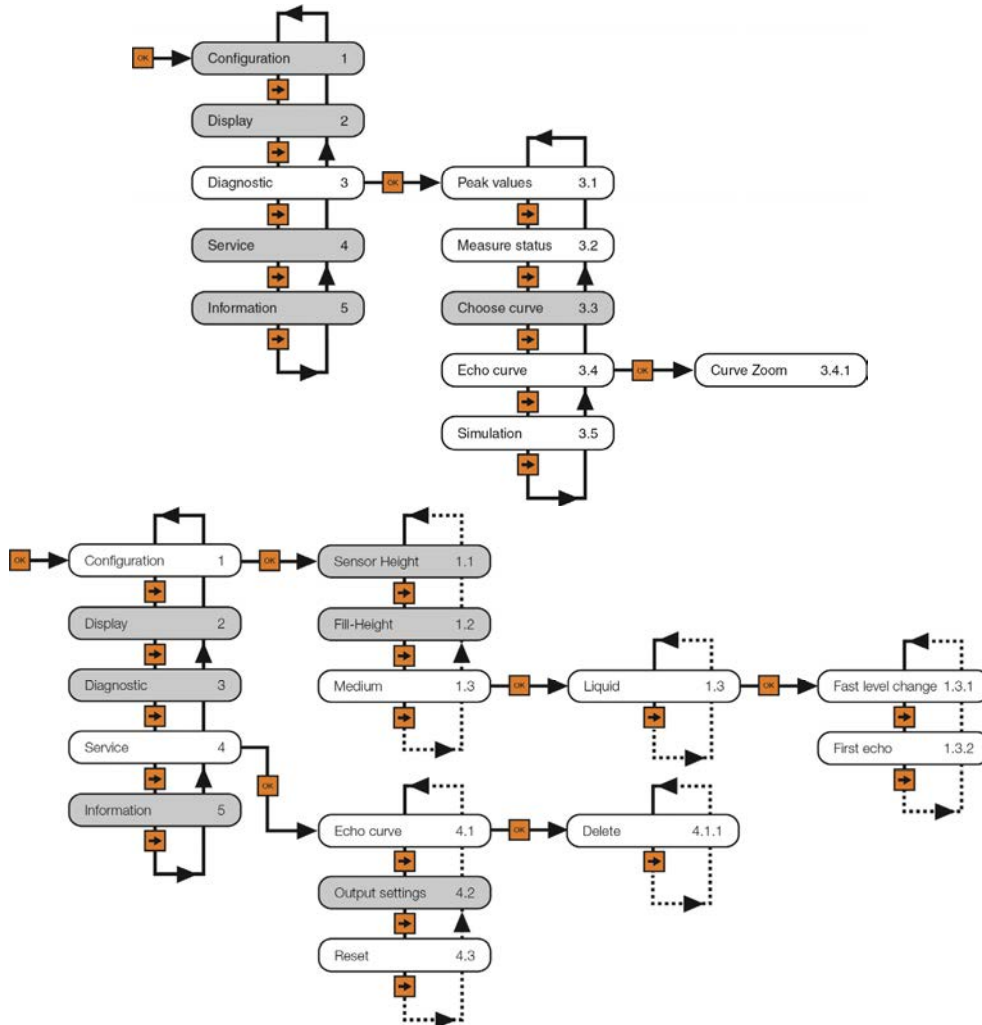 OK Configuration 1
Display 2
Diagnostic 3 OK Peak values 3.1
Service 4 Measure status 3.2
Information 5 Choose curve 3.3
Echo curve 3.4 OK Curve Zoom 3.4.1
Simulation 3.5
OK Configuration 1 OK Sensor Height 1.1
Display 2 Fill-Height 1.2
Diagnostic 3 Medium 1.3 OK Liquid 1.3 OK Fast level change 1.3.1
Service 4 First echo 1.3.2
OK
Information 5 Echo curve 4.1 OK Delete 4.1.1
Output settings 4.2
Reset 4.3